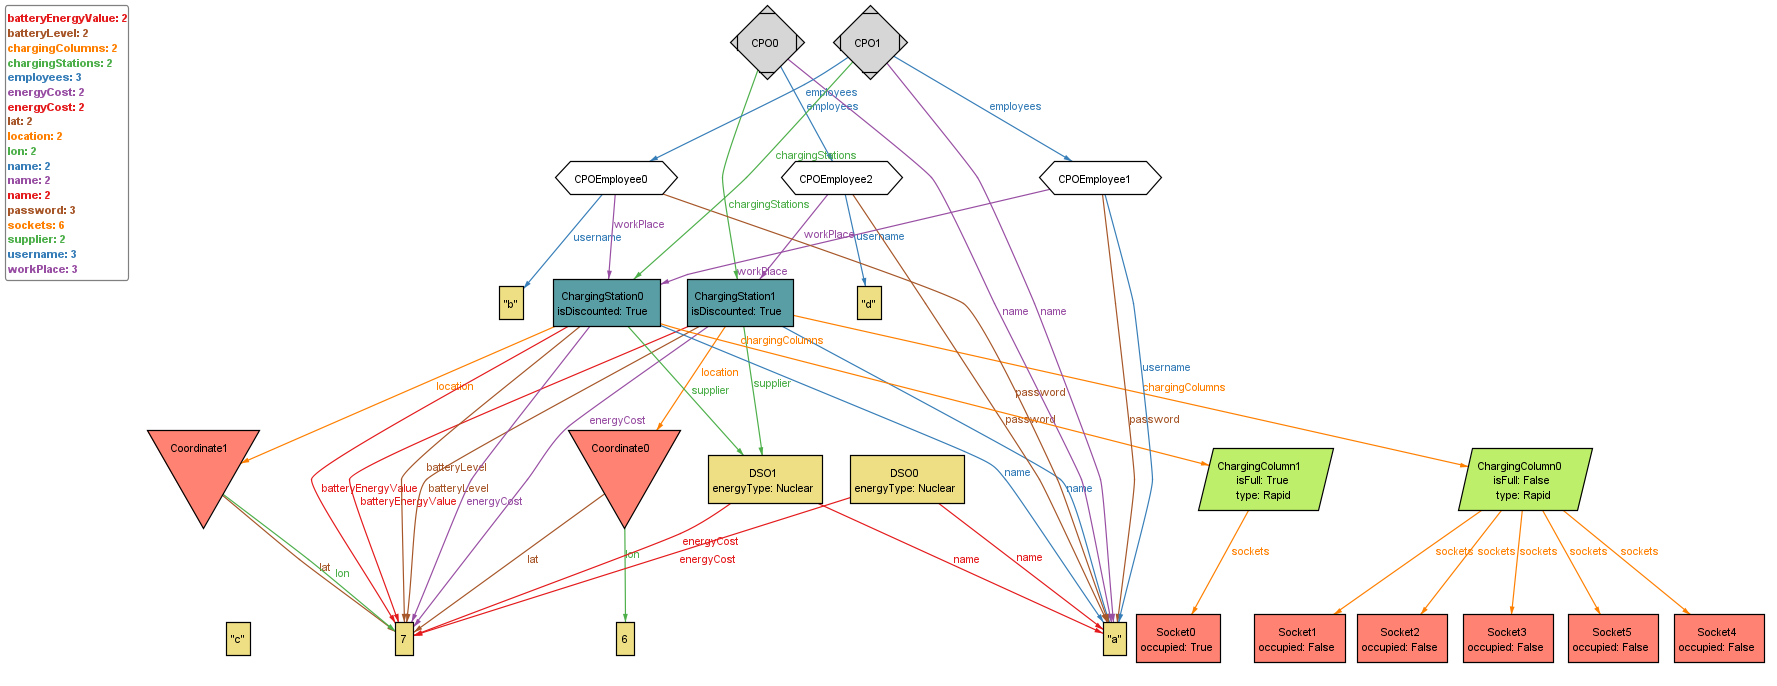 batteryEnergyValue: 2
batteryLevel: 2
chargingColumns: 2
chargingStations: 2
employees: 3
energyCost: 2
energyCost: 2
lat: 2
location: 2
lon: 2
name: 2
name: 2
name: 2
password: 3
sockets: 6
supplier: 2
username: 3
workPlace: 3
CPO0
CPO1
employees
employees
employees
chargingStations
chargingStations
CPOEmployee0
CPOEmployee2
CPOEmployee1
workPlace
username
workPlace
username
workPlace
"b"
ChargingStation0
isDiscounted: True
ChargingStation1
isDiscounted: True
"d"
name
name
chargingColumns
username
location
location
supplier
supplier
chargingColumns
password
password
password
energyCost
Coordinate1
Coordinate0
batteryLevel
batteryLevel
batteryEnergyValue
batteryEnergyValue
energyCost
DSO1
energyType: Nuclear
DSO0
energyType: Nuclear
name
name
ChargingColumn1
isFull: True
type: Rapid
ChargingColumn0
isFull: False
type: Rapid
lat
lon
lat
lon
energyCost
energyCost
name
name
sockets
sockets
sockets
sockets
sockets
sockets
"c"
7
6
"a"
Socket0
occupied: True
Socket1
occupied: False
Socket2
occupied: False
Socket3
occupied: False
Socket5
occupied: False
Socket4
occupied: False